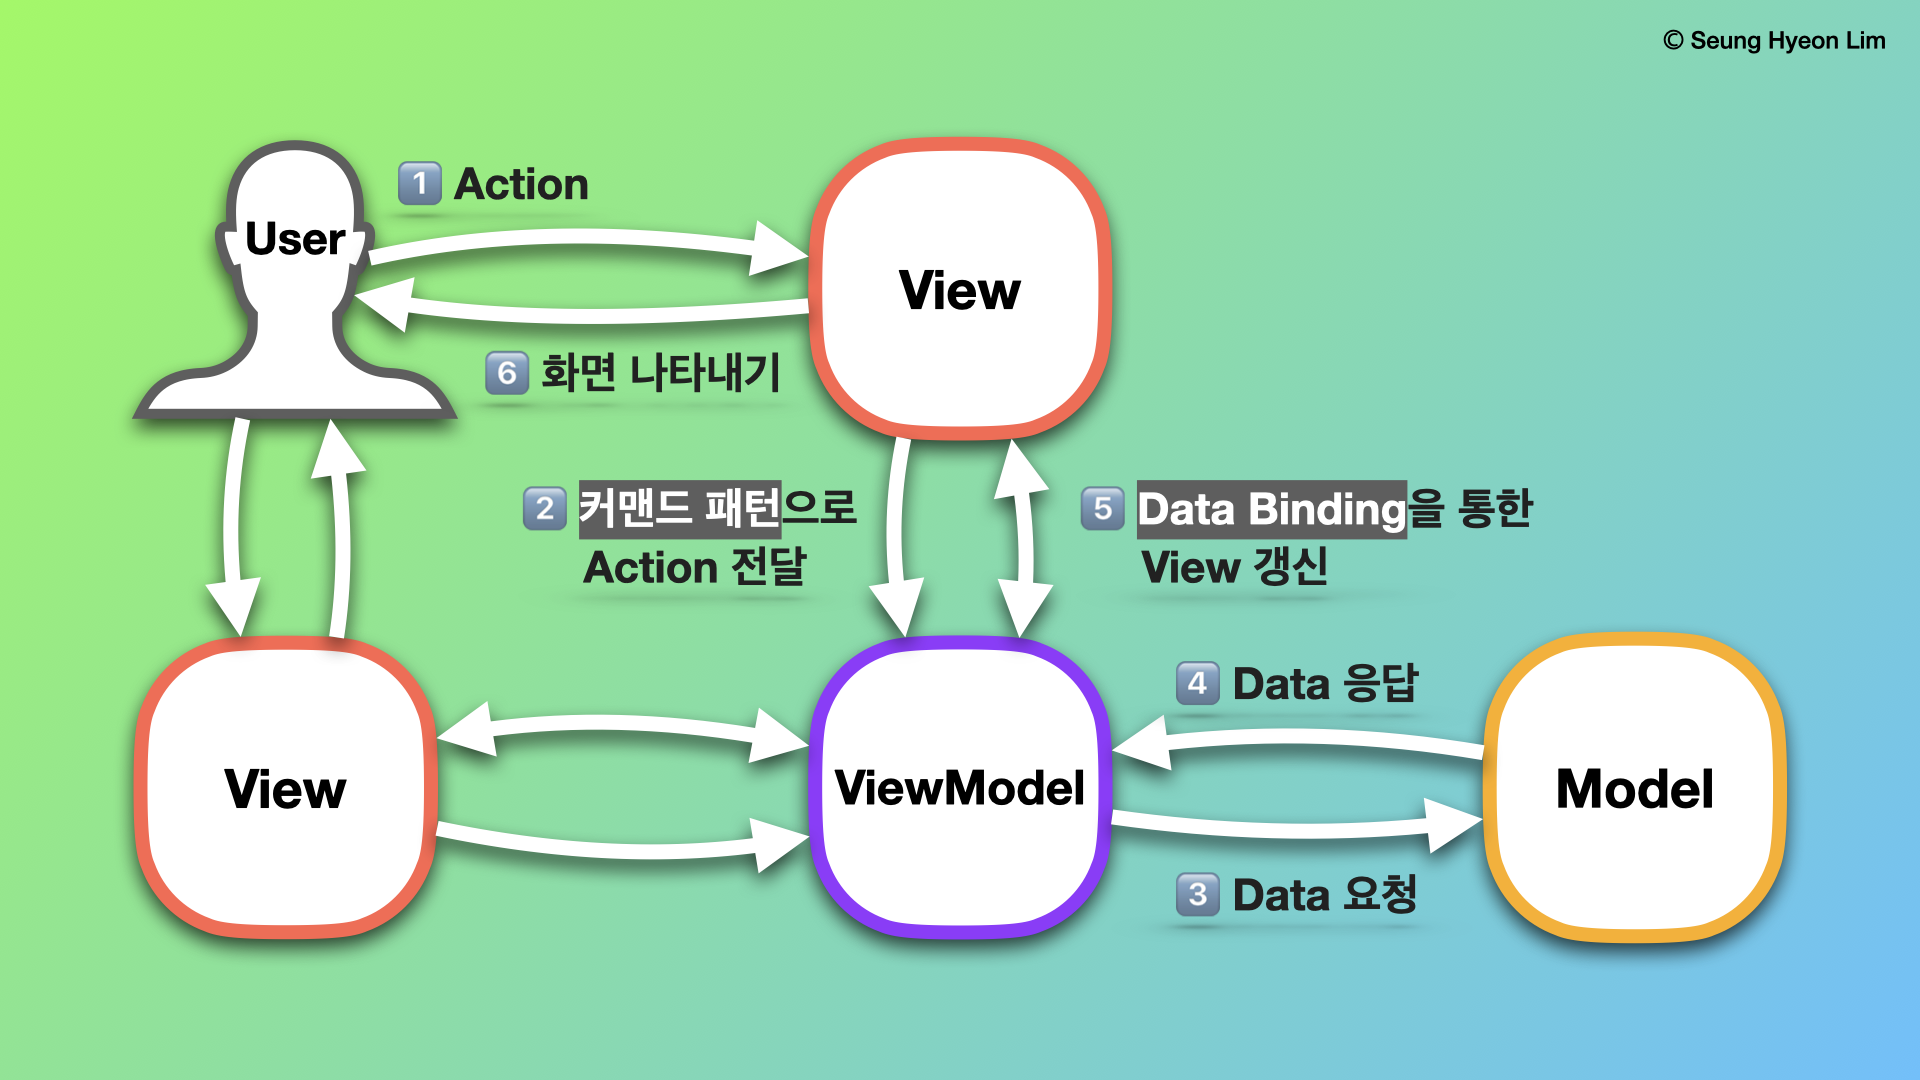 © Seung Hyeon Lim
1 Action
User
View
6 화면 나타내기
2 커맨드 패턴으로
Action 전달
5 Data Binding을 통한
View 갱신
4 Data 응답
View
ViewModel
Model
3 Data 요청